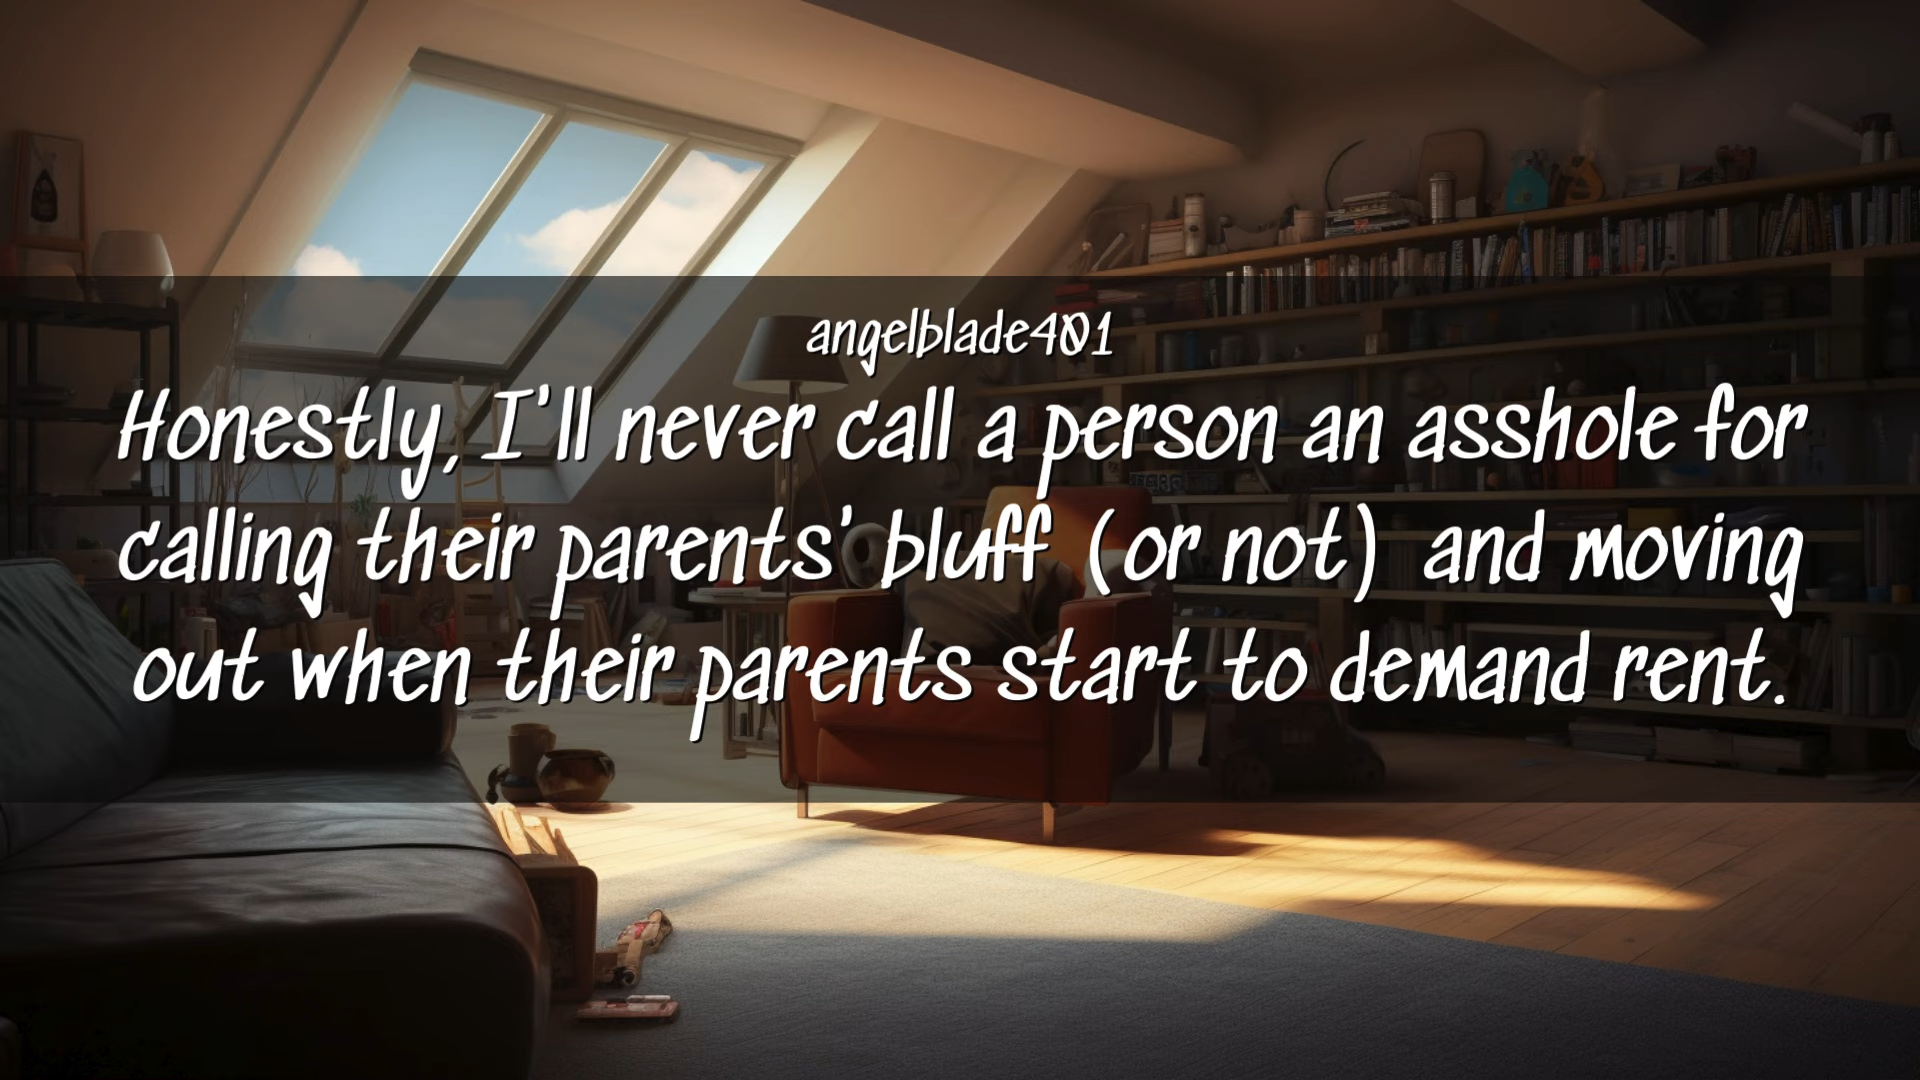 angelblade401
Honestly, I'll never call a person an asshole for
calling their parents' bluff (or not) and moving
out when their parents start to demand rent.